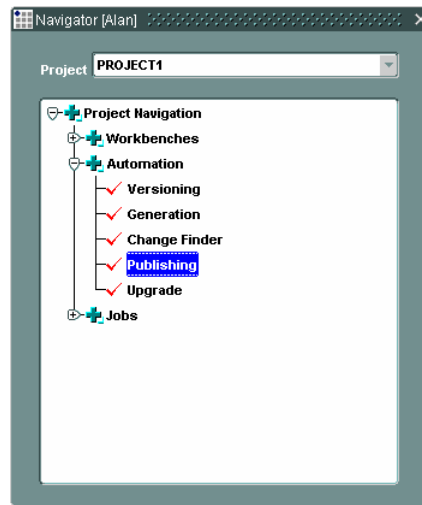 Navigator [Alan]
Project PROJECT1
Project Navigation
Workbenches
Automation
Versioning
Generation
Change Finder
Publishing
Upgrade
Jobs